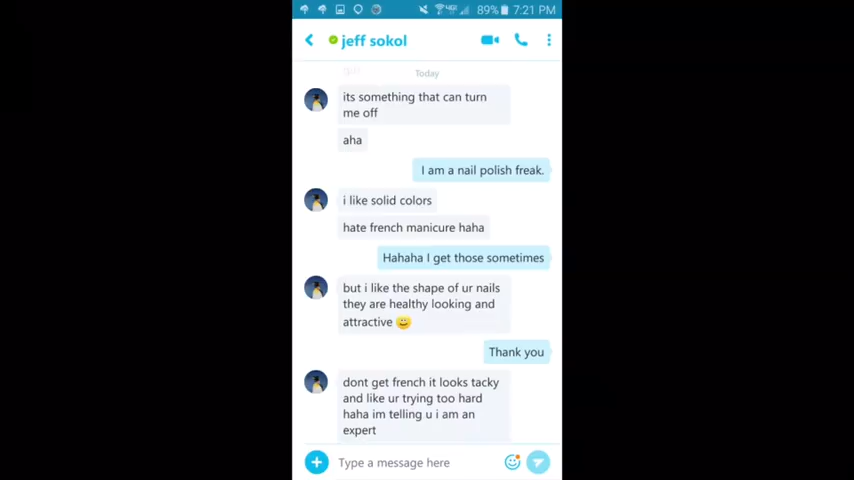 89% 7:21 PM
jeff sokol
Today
its something that can turn
me off
aha
I am a nail polish freak.
i like solid colors
hate french manicure haha
Hahaha I get those sometimes
but i like the shape of ur nails
they are healthy looking and
attractive
Thank you
dont get french it looks tacky
and like ur trying too hard
haha im telling u i am an
expert
Type a message here